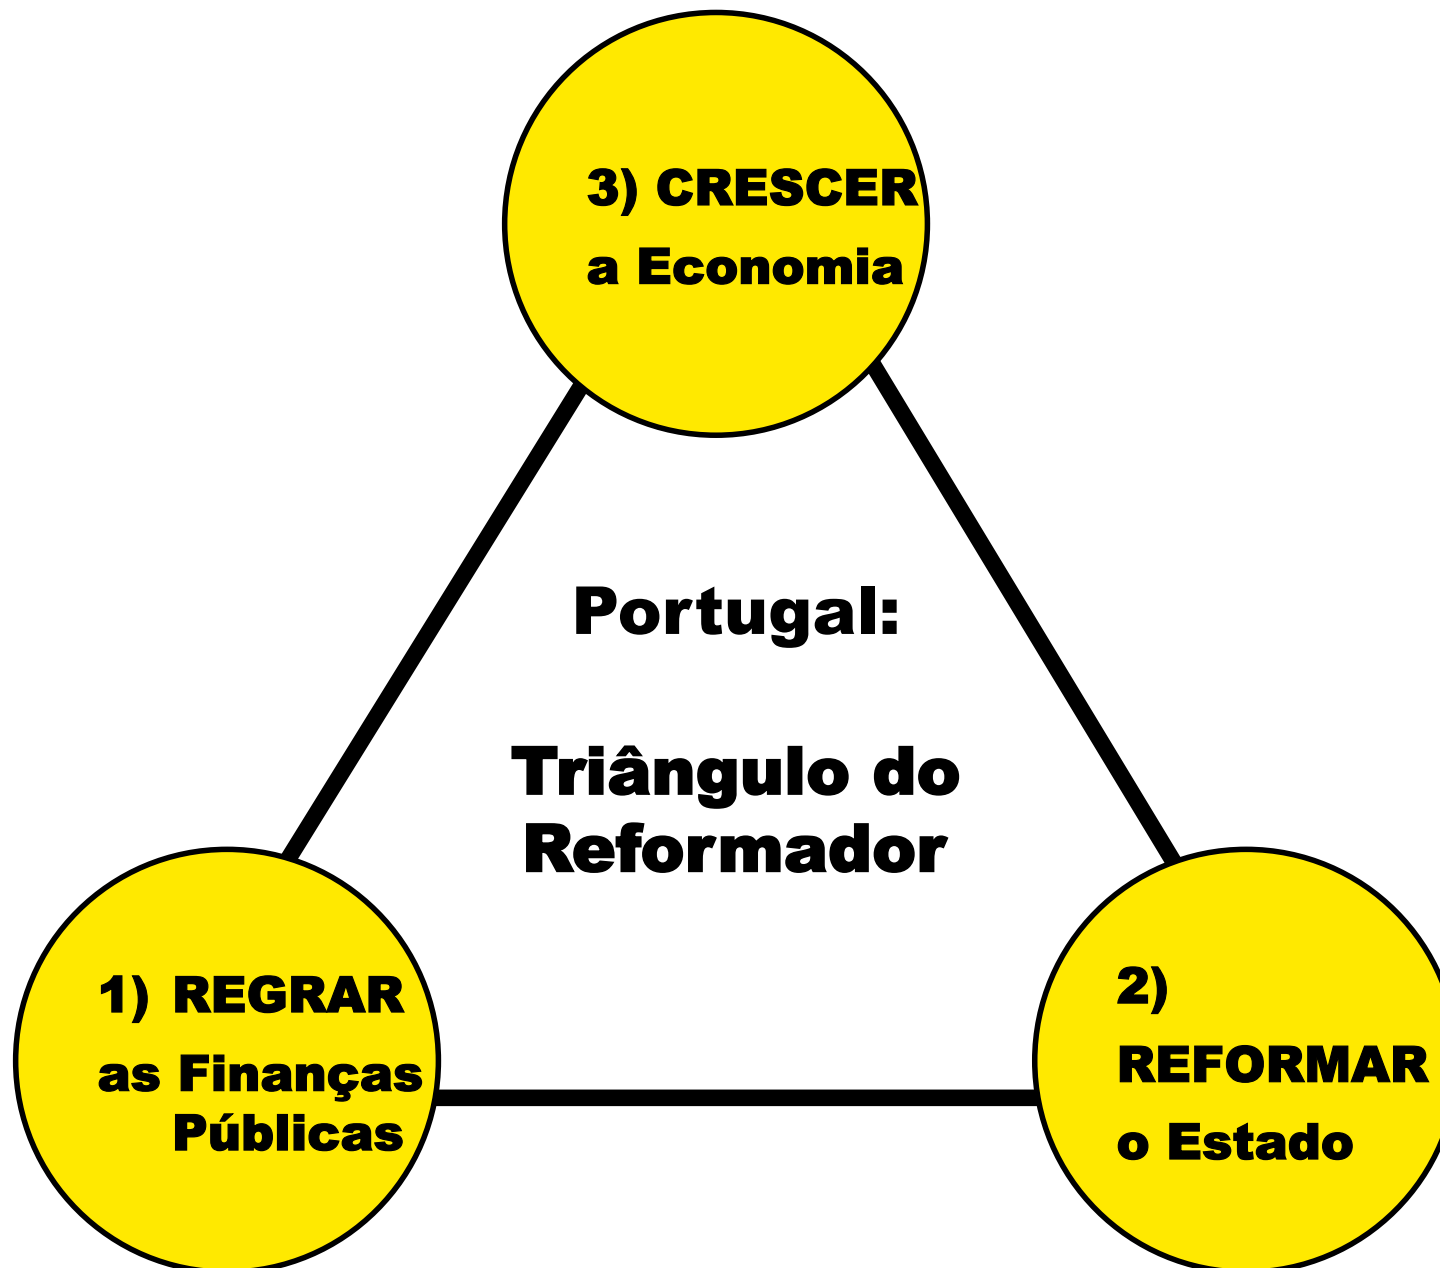 3) CRESCER
a Economia
Portugal:
Triângulo do
Reformador
1) REGRAR
as Finanças
Públicas
2)
REFORMAR
o Estado